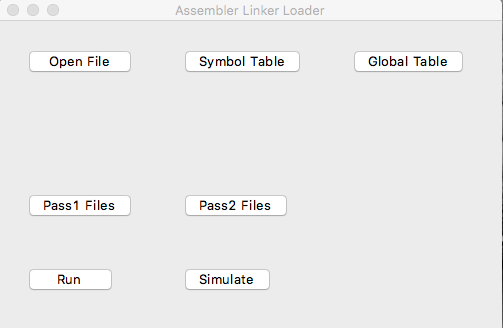 Assembler Linker Loader
Open File
Symbol Table
Global Table
Pass1 Files
Pass2 Files
Run
Simulate